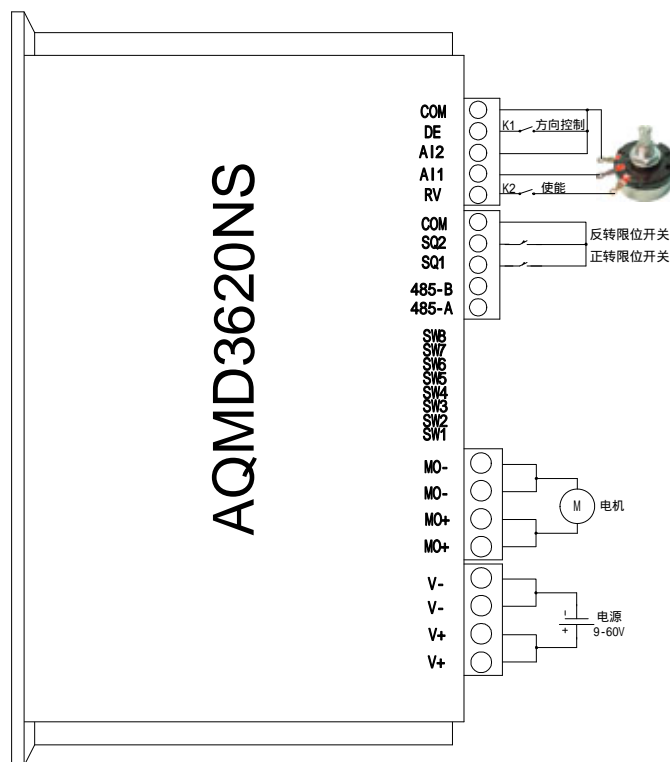 AQMD3620NS
COM
DE
AI2
AI1
RV
K1
方向控制
K2
使能
COM
SQ2
SQ1
485-B
485-A
反转限位开关
正转限位开关
SW8
SW7
SW6
SW5
SW4
SW3
SW2
SW1
MO-
MO-
MO+
MO+
M
电机
V-
V-
V+
V+
-
+
电源
9-60V